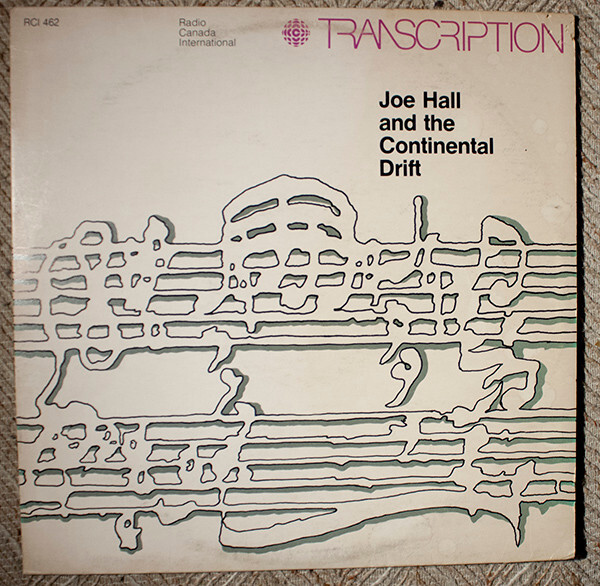 RCI 462
Radio
Canada
International
TRANSCRIPTION
Joe Hall
and the
Continental
Drift